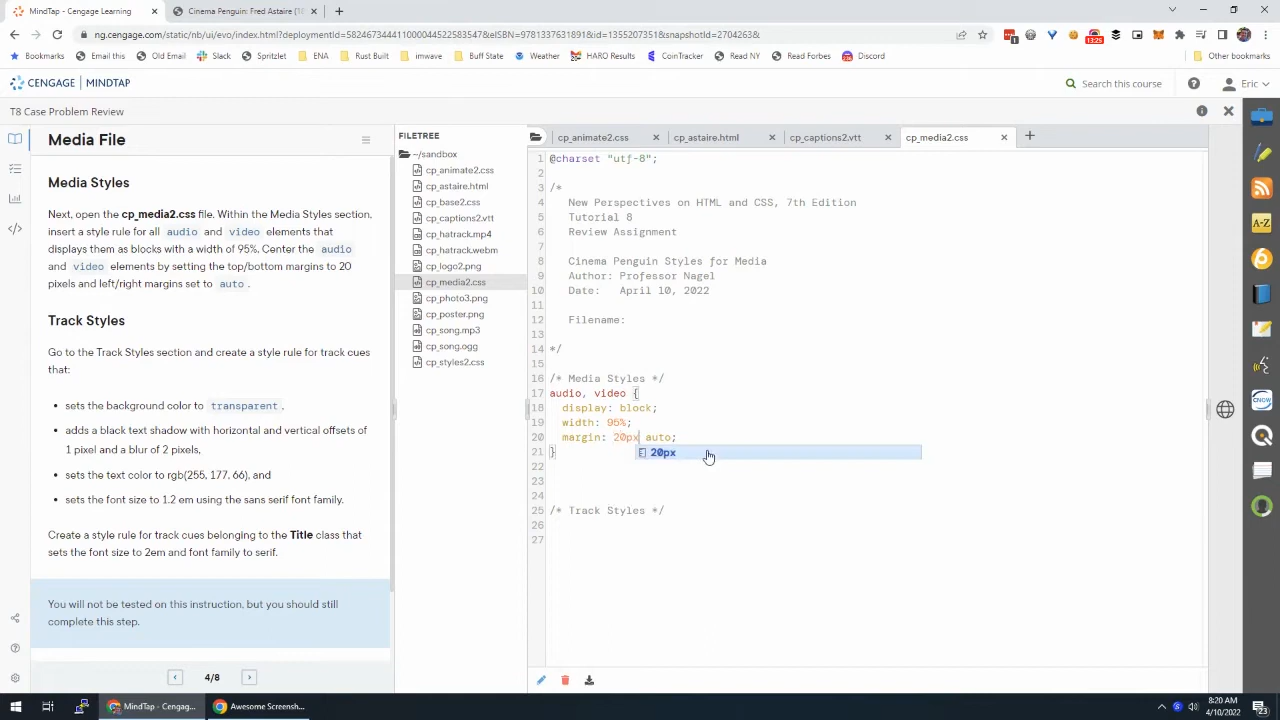 MindTap - Cengage Learning
Cinema Penguin: Fred Astaire [18
ng.cengage.com/static/nb/ui/evo/index.html?deploymentId=58246734441100004452258354​7&eISBN=9781337631891&id=1355207351&snapshotId=2704263&
Bookmarks
Email this
Old Email
Slack
Spritzlet
ENA
Rust Built
imwave
Buff State
Weather
HARO Results
CoinTracker
Read NY
Read Forbes
Discord
Other bookmarks
CENGAGE | MINDTAP
Search this course
Eric
T8 Case Problem Review
Media File
Media Styles
Next, open the cp_media2.css file. Within the Media Styles section,
insert a style rule for all audio and video elements that
displays them as blocks with a width of 95%. Center the audio
and video elements by setting the top/bottom margins to 20
pixels and left/right margins set to auto.
Track Styles
Go to the Track Styles section and create a style rule for track cues
that:
• sets the background color to transparent.
• adds a black text shadow with horizontal and vertical offsets of
1 pixel and a blur of 2 pixels,
• sets the text color to rgb(255, 177, 66), and
• sets the font size to 1.2 em using the sans serif font family.
Create a style rule for track cues belonging to the Title class that
sets the font size to 2em and font family to serif.
You will not be tested on this instruction, but you should still
complete this step.
4/8
FILETREE
~/sandbox
cp_animate2.css
cp_astaire.html
cp_base2.css
cp_captions2.vtt
cp_hatrack.mp4
cp_hatrack.webm
cp_logo2.png
cp_media2.css
cp_photo3.png
cp_poster.png
cp_song.mp3
cp_song.ogg
cp_styles2.css
cp_animate2.css
cp_astaire.html
cp_captions2.vtt
cp_media2.css
1 @charset "utf-8";
2
3 /*
4 New Perspectives on HTML and CSS, 7th Edition
5 Tutorial 8
6 Review Assignment
7
8 Cinema Penguin Styles for Media
9 Author: Professor Nagel
10 Date: April 10, 2022
11
12 Filename:
13
14 */
15
16 /* Media Styles */
17 audio, video {
18 display: block;
19 width: 95%;
20 margin: 20px auto;
20px
21 }
22
23
24
25 /* Track Styles */
26
27
A-Z
CNOW
MindTap - Cengag...
Awesome Screensh...
8:20 AM
4/10/2022
23